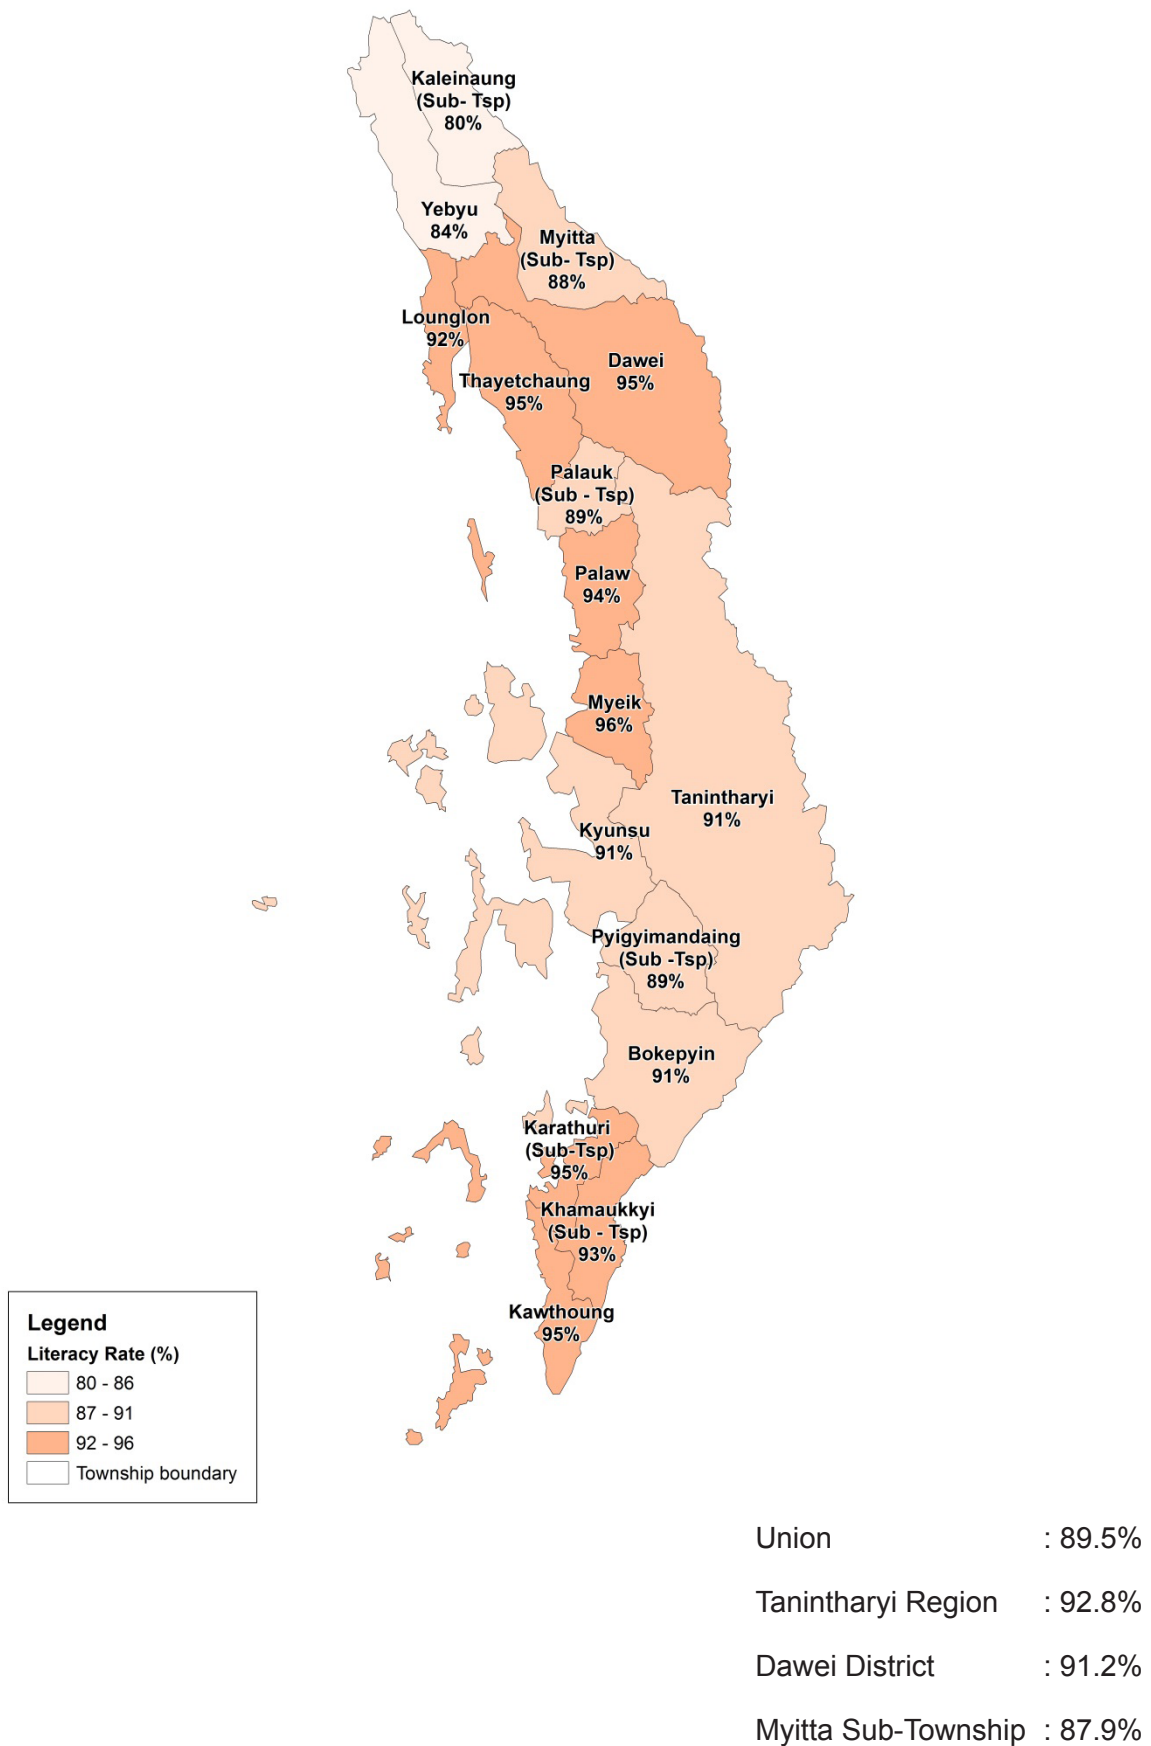 Kaleinaung
(Sub- Tsp)
80%
Yebyu
84%
Myitta
(Sub- Tsp)
88%
Lounglon
92%
Dawei
95%
Thayetchaung
95%
Palauk
(Sub - Tsp)
89%
Palaw
94%
Myeik
96%
Tanintharyi
91%
Kyunsu
91%
Pyigyimandaing
(Sub -Tsp)
89%
Bokepyin
91%
Karathuri
(Sub-Tsp)
95%
Khamaukkyi
(Sub - Tsp)
93%
Kawthoung
95%
Legend
Literacy Rate (%)
80 - 86
87 - 91
92 - 96
Township boundary
Union : 89.5%
Tanintharyi Region : 92.8%
Dawei District : 91.2%
Myitta Sub-Township : 87.9%